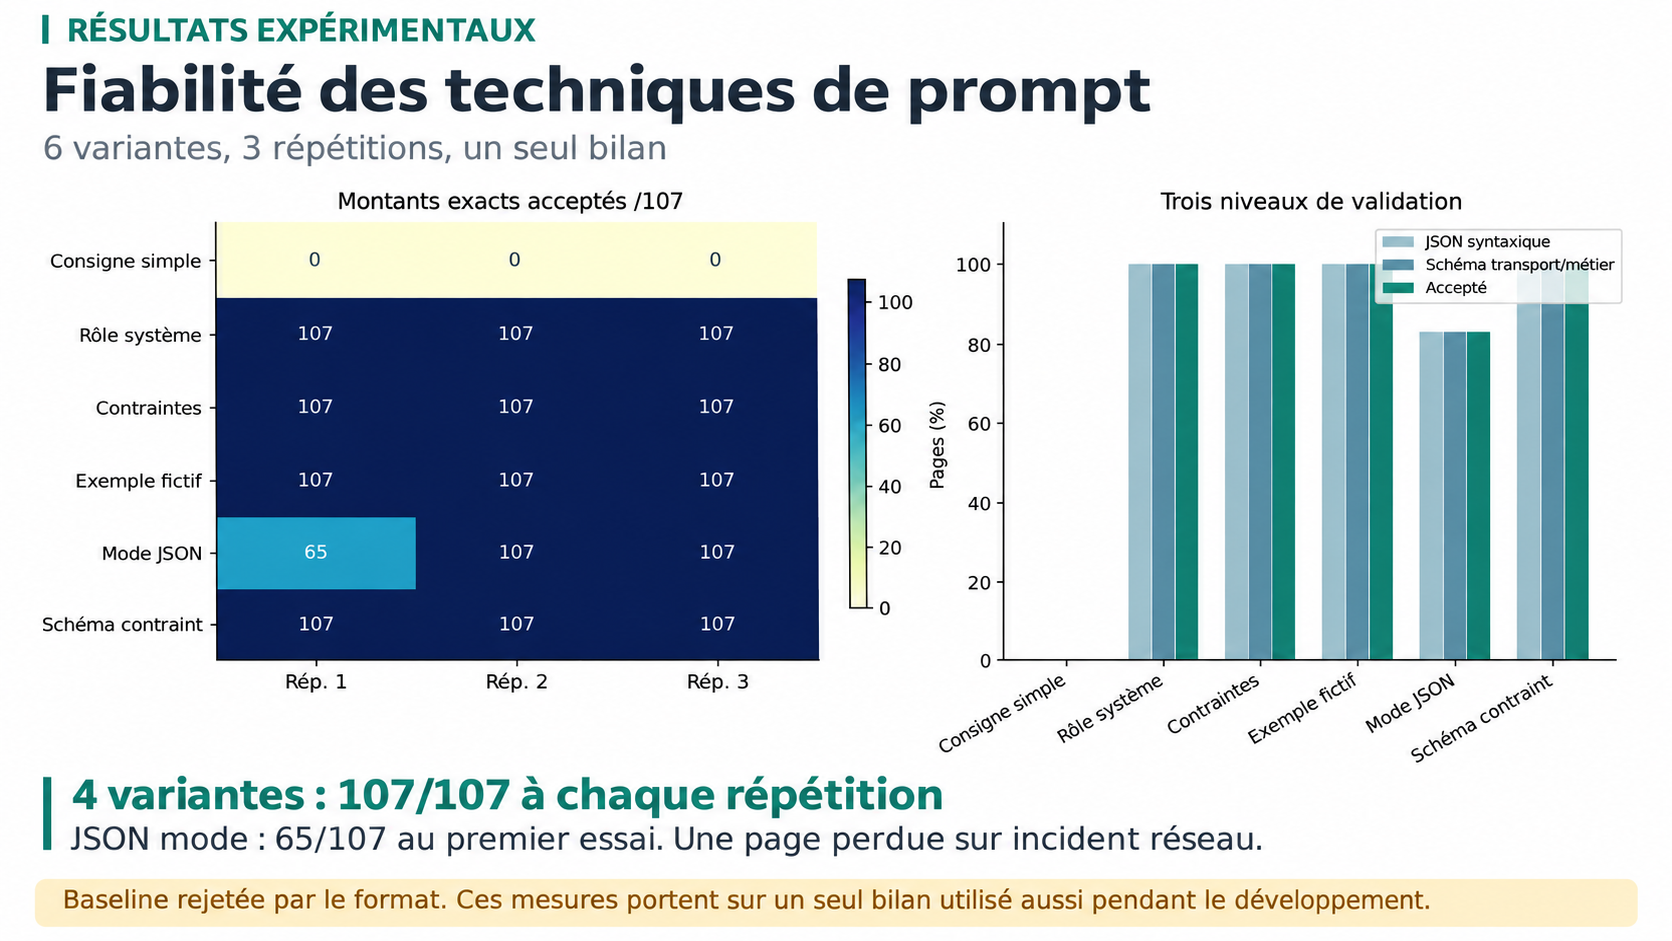 RÉSULTATS EXPÉRIMENTAUX
Fiabilité des techniques de prompt
6 variantes, 3 répétitions, un seul bilan
Montants exacts acceptés /107
Consigne simple 0 0 0
Rôle système 107 107 107
Contraintes 107 107 107
Exemple fictif 107 107 107
Mode JSON 65 107 107
Schéma contraint 107 107 107
Rép. 1 Rép. 2 Rép. 3
100
80
60
40
20
0
Trois niveaux de validation
JSON syntaxique
Schéma transport/métier
Accepté
Pages (%)
100
80
60
40
20
0
Consigne simple
Rôle système
Contraintes
Exemple fictif
Mode JSON
Schéma contraint
4 variantes : 107/107 à chaque répétition
JSON mode : 65/107 au premier essai. Une page perdue sur incident réseau.
Baseline rejetée par le format. Ces mesures portent sur un seul bilan utilisé aussi pendant le développement.